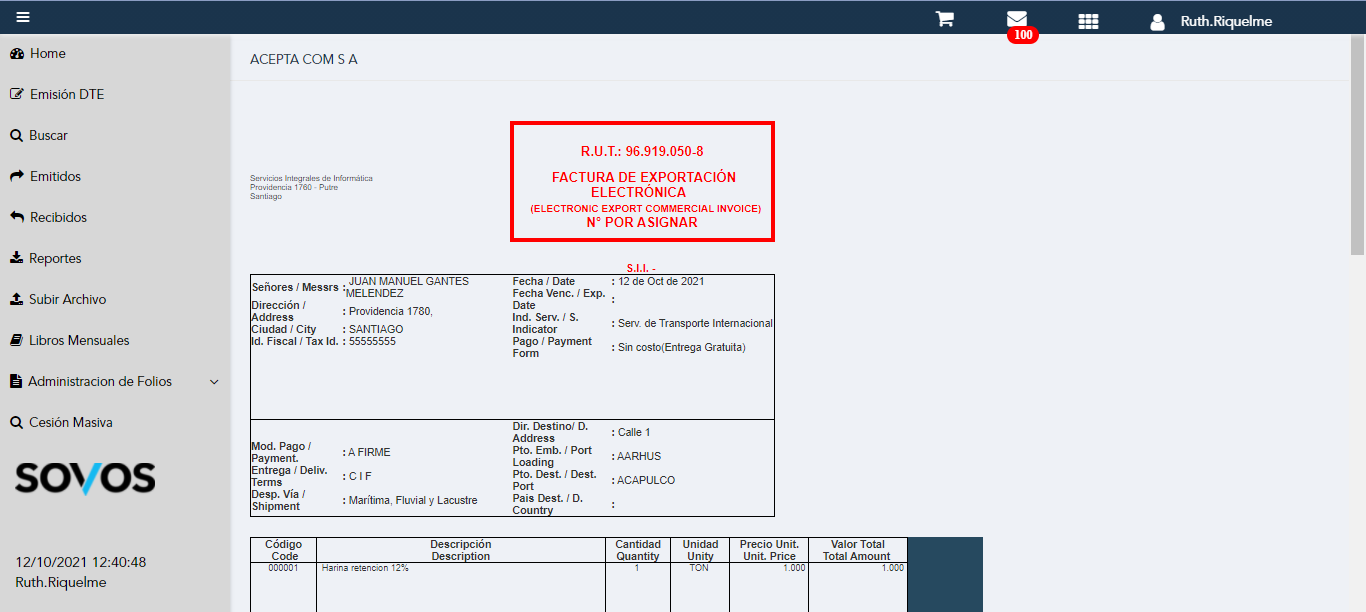 Ruth.Riquelme
100
Home
Emisión DTE
Buscar
Emitidos
Recibidos
Reportes
Subir Archivo
Libros Mensuales
Administracion de Folios
Cesión Masiva
SOVOS
12/10/2021 12:40:48
Ruth.Riquelme
ACEPTA COM S A
Servicios Integrales de Informática
Providencia 1760 - Putre
Santiago
R.U.T.: 96.919.050-8
FACTURA DE EXPORTACIÓN
ELECTRÓNICA
(ELECTRONIC EXPORT COMMERCIAL INVOICE)
N° POR ASIGNAR
S.I.I. -
Señores / Messrs : JUAN MANUEL GANTES
MELENDEZ
Dirección /
Address : Providencia 1780,
Ciudad / City : SANTIAGO
Id. Fiscal / Tax Id. : 55555555
Fecha / Date : 12 de Oct de 2021
Fecha Venc. / Exp.
Date :
Ind. Serv. / S.
Indicator : Serv. de Transporte Internacional
Pago / Payment
Form : Sin costo(Entrega Gratuita)
Mod. Pago /
Payment. : A FIRME
Entrega / Deliv.
Terms : C I F
Desp. Vía /
Shipment : Marítima, Fluvial y Lacustre
Dir. Destino/ D.
Address : Calle 1
Pto. Emb. / Port
Loading : AARHUS
Pto. Dest. / Dest.
Port : ACAPULCO
Pais Dest. / D.
Country :
Código Descripción Cantidad Unidad Precio Unit. Valor Total
Code Description Quantity Unity Unit. Price Total Amount
000001 Harina retencion 12% 1 TON 1.000 1.000